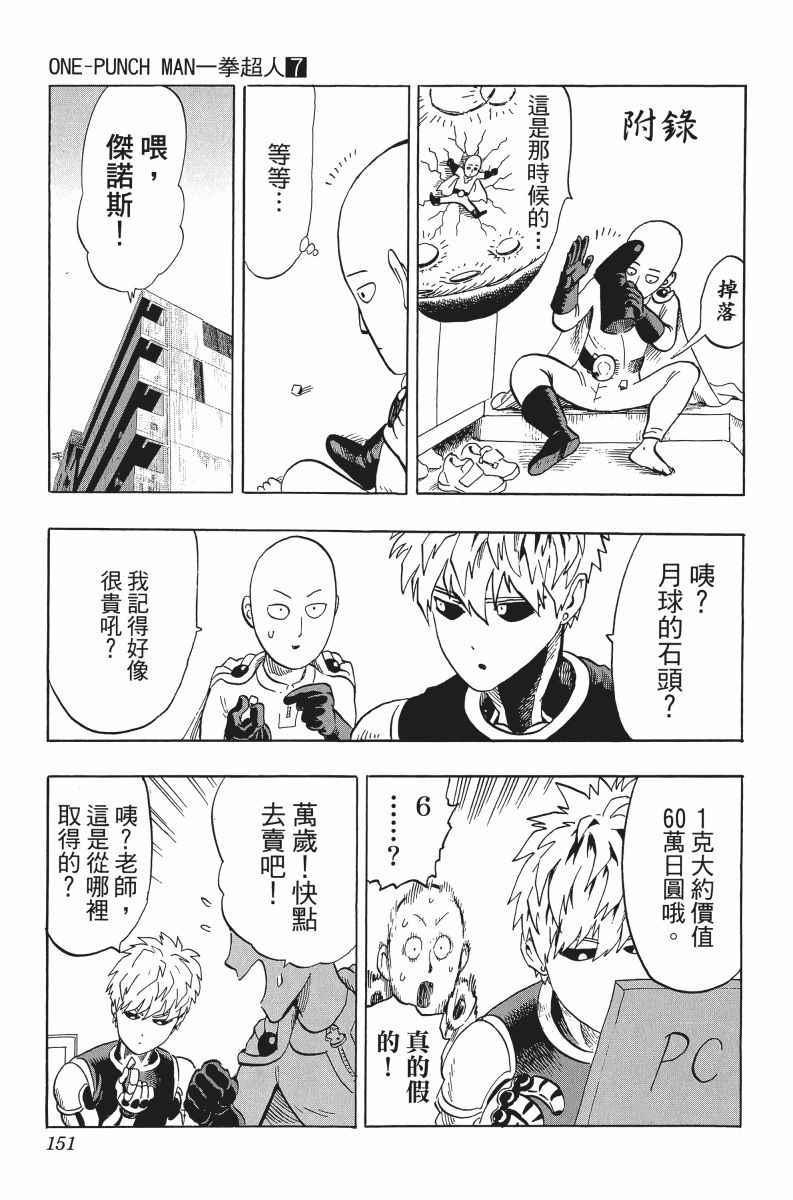 ONE-PUNCH MAN一拳超人7
附錄
這是那時候的…
掉落
等等…
喂，
傑諾斯！
咦？
月球的石頭？
我記得好像
很貴吼？
1克大約價值
60萬日圓哦。
6
……？
真的假
的！
PC
萬歲！快點
去賣吧！
咦？老師，
這是從哪裡
取得的？
151